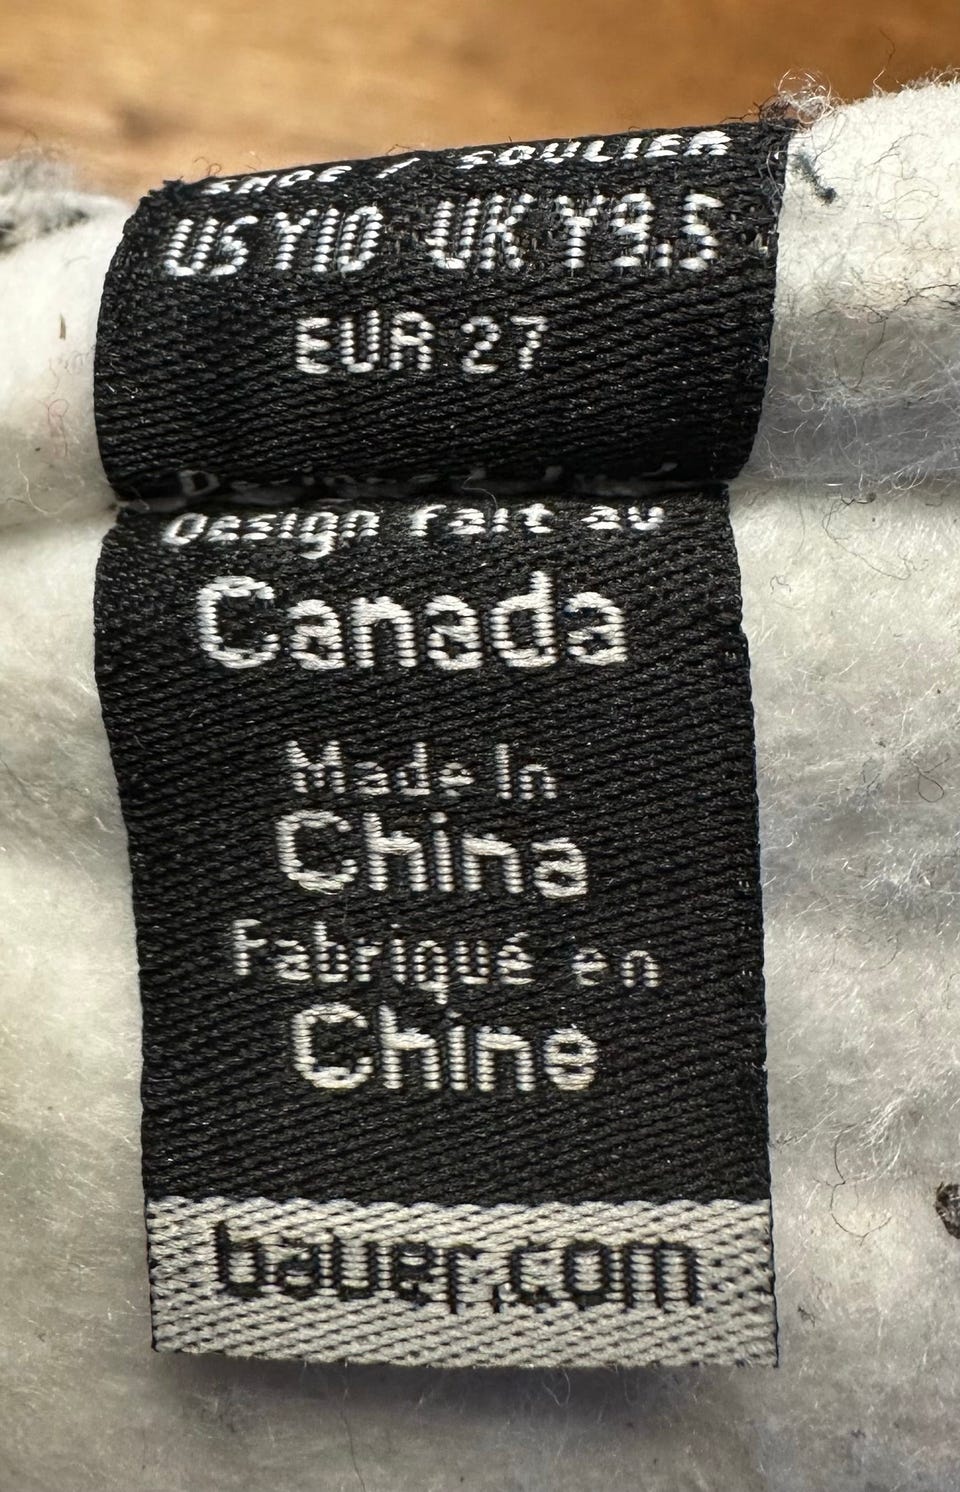 SHOE / SOULIER
US Y10 UK Y9.5
EUR 27
Design fait au
Canada
Made In
China
Fabriqué en
Chine
bauer.com